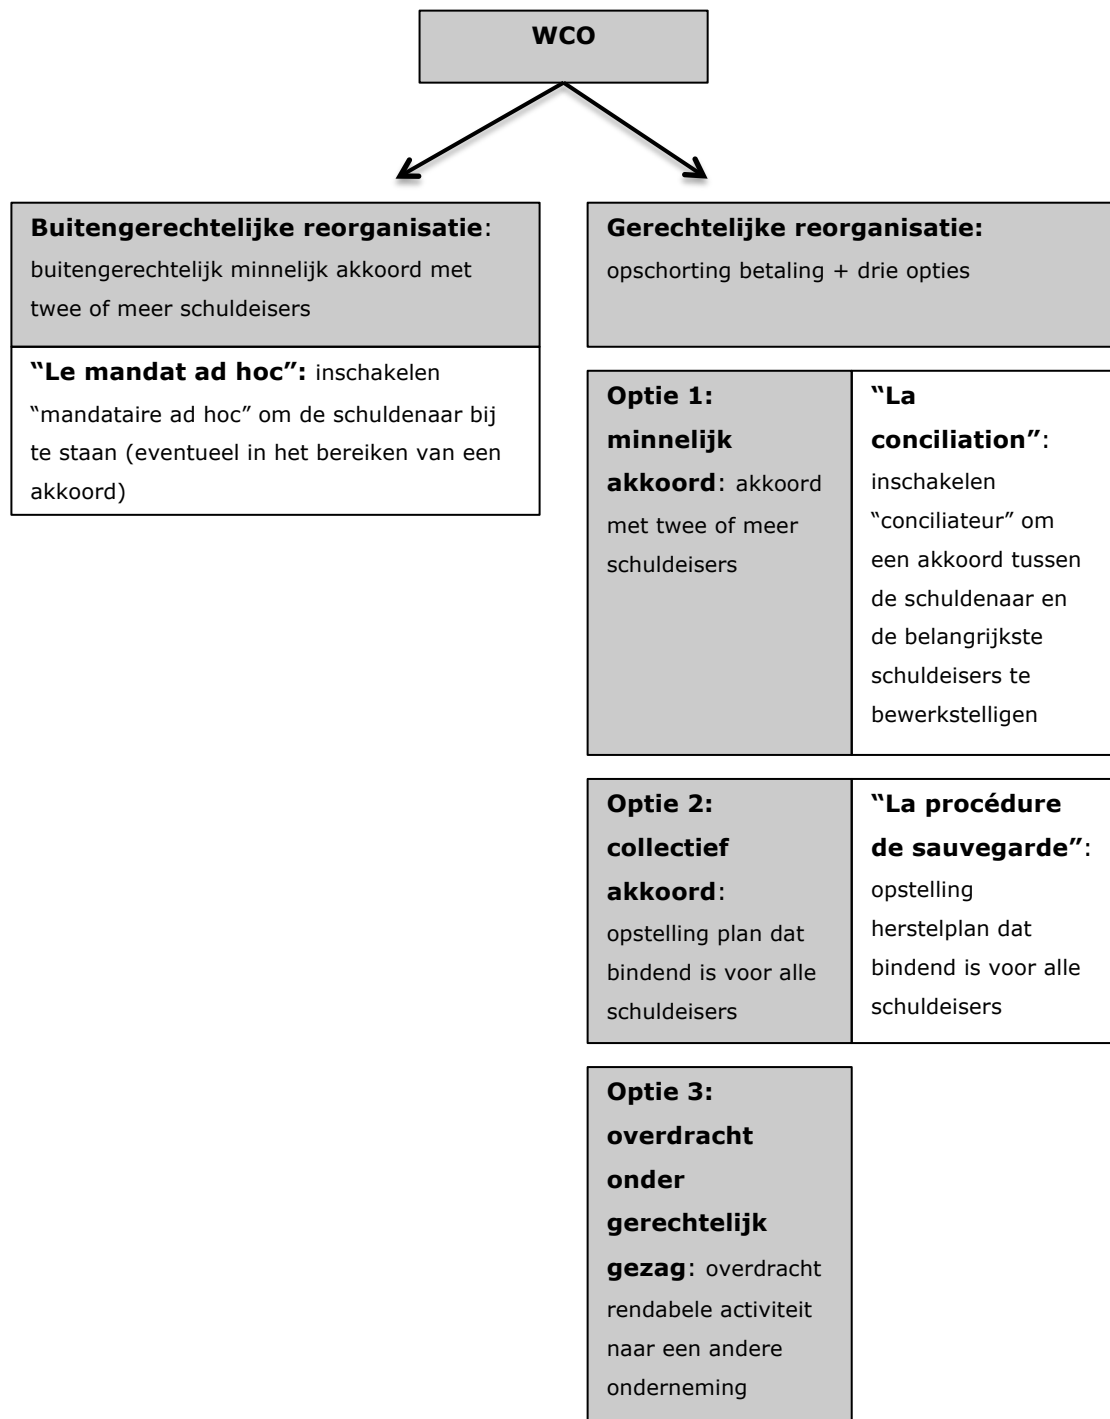 WCO
Buitengerechtelijke reorganisatie:
buitengerechtelijk minnelijk akkoord met
twee of meer schuldeisers
“Le mandat ad hoc”: inschakelen
“mandataire ad hoc” om de schuldenaar bij
te staan (eventueel in het bereiken van een
akkoord)
Gerechtelijke reorganisatie:
opschorting betaling + drie opties
Optie 1:
minnelijk
akkoord: akkoord
met twee of meer
schuldeisers
“La
conciliation”:
inschakelen
“conciliateur” om
een akkoord tussen
de schuldenaar en
de belangrijkste
schuldeisers te
bewerkstelligen
Optie 2:
collectief
akkoord:
opstelling plan dat
bindend is voor alle
schuldeisers
“La procédure
de sauvegarde”:
opstelling
herstelplan dat
bindend is voor alle
schuldeisers
Optie 3:
overdracht
onder
gerechtelijk
gezag: overdracht
rendabele activiteit
naar een andere
onderneming